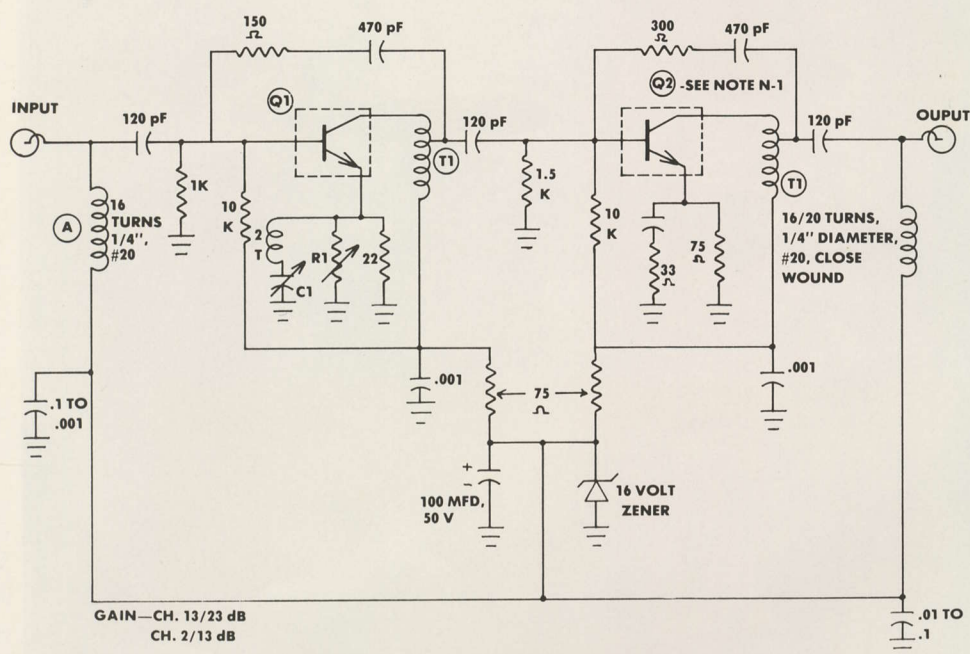 150
Ω
470 pF
300
Ω
470 pF
Q1
Q2 -SEE NOTE N-1
INPUT
OUPUT
120 pF
120 pF
120 pF
T1
T1
1K
1.5
K
10
K
10
K
A
16
TURNS
1/4",
#20
2
T
R1
22
C1
33
Ω
75
Ω
16/20 TURNS,
1/4" DIAMETER,
#20, CLOSE
WOUND
.001
.001
75
Ω
.1 TO
.001
+
-
100 MFD,
50 V
16 VOLT
ZENER
GAIN—CH. 13/23 dB
CH. 2/13 dB
.01 TO
.1